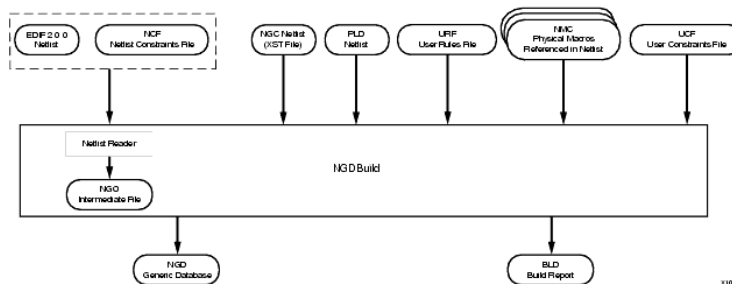 EDIF 2 0 0
Netlist
NCF
Netlist Constraints File
NGC Netlist
(XST File)
PLD
Netlist
URF
User Rules File
NMC
Physical Macros
Referenced in Netlist
UCF
User Constraints File
Netlist Reader
NGDBuild
NGO
Intermediate File
NGD
Generic Database
BLD
Build Report